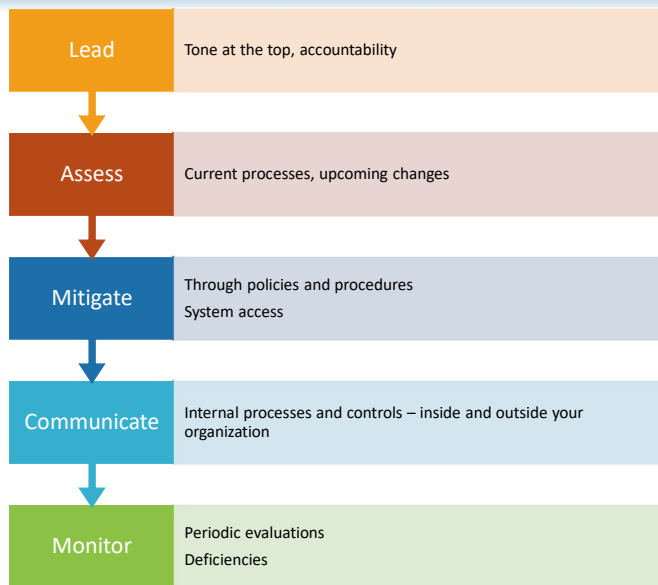 Lead
Tone at the top, accountability
Assess
Current processes, upcoming changes
Mitigate
Through policies and procedures
System access
Communicate
Internal processes and controls – inside and outside your
organization
Monitor
Periodic evaluations
Deficiencies